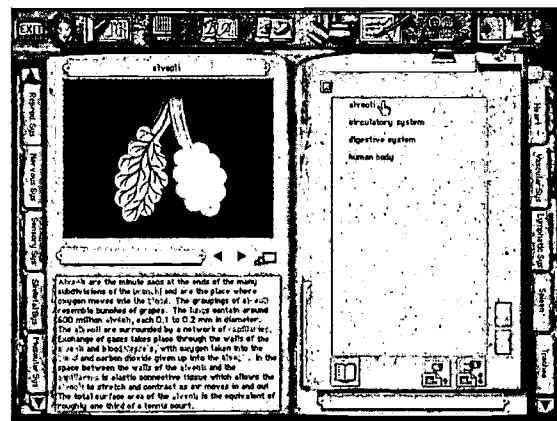 EXIT
alveoli
Alveoli are the minute sacs at the ends of the many
subdivisions of the bronchi and are the place where
oxygen moves into the blood. The groupings of alveoli
resemble bunches of grapes. The lungs contain around
600 million alveoli, each 0.1 to 0.2 mm in diameter.
The alveoli are surrounded by a network of capillaries.
Exchange of gases takes place through the walls of the
alveoli and blood vessels, with oxygen taken into the
blood and carbon dioxide given up into the alveoli. In the
space between the walls of the alveoli and the
capillaries is elastic connective tissue which allows the
alveoli to stretch and contract as air moves in and out
The total surface area of the alveoli is the equivalent of
roughly one third of a tennis court.
alveoli
circulatory system
digestive system
human body
Nervous Sys
Sensory Sys
Skeletal Sys
Muscular Sys
Heart
Vascular Sys
Lymphatic Sys
Spleen